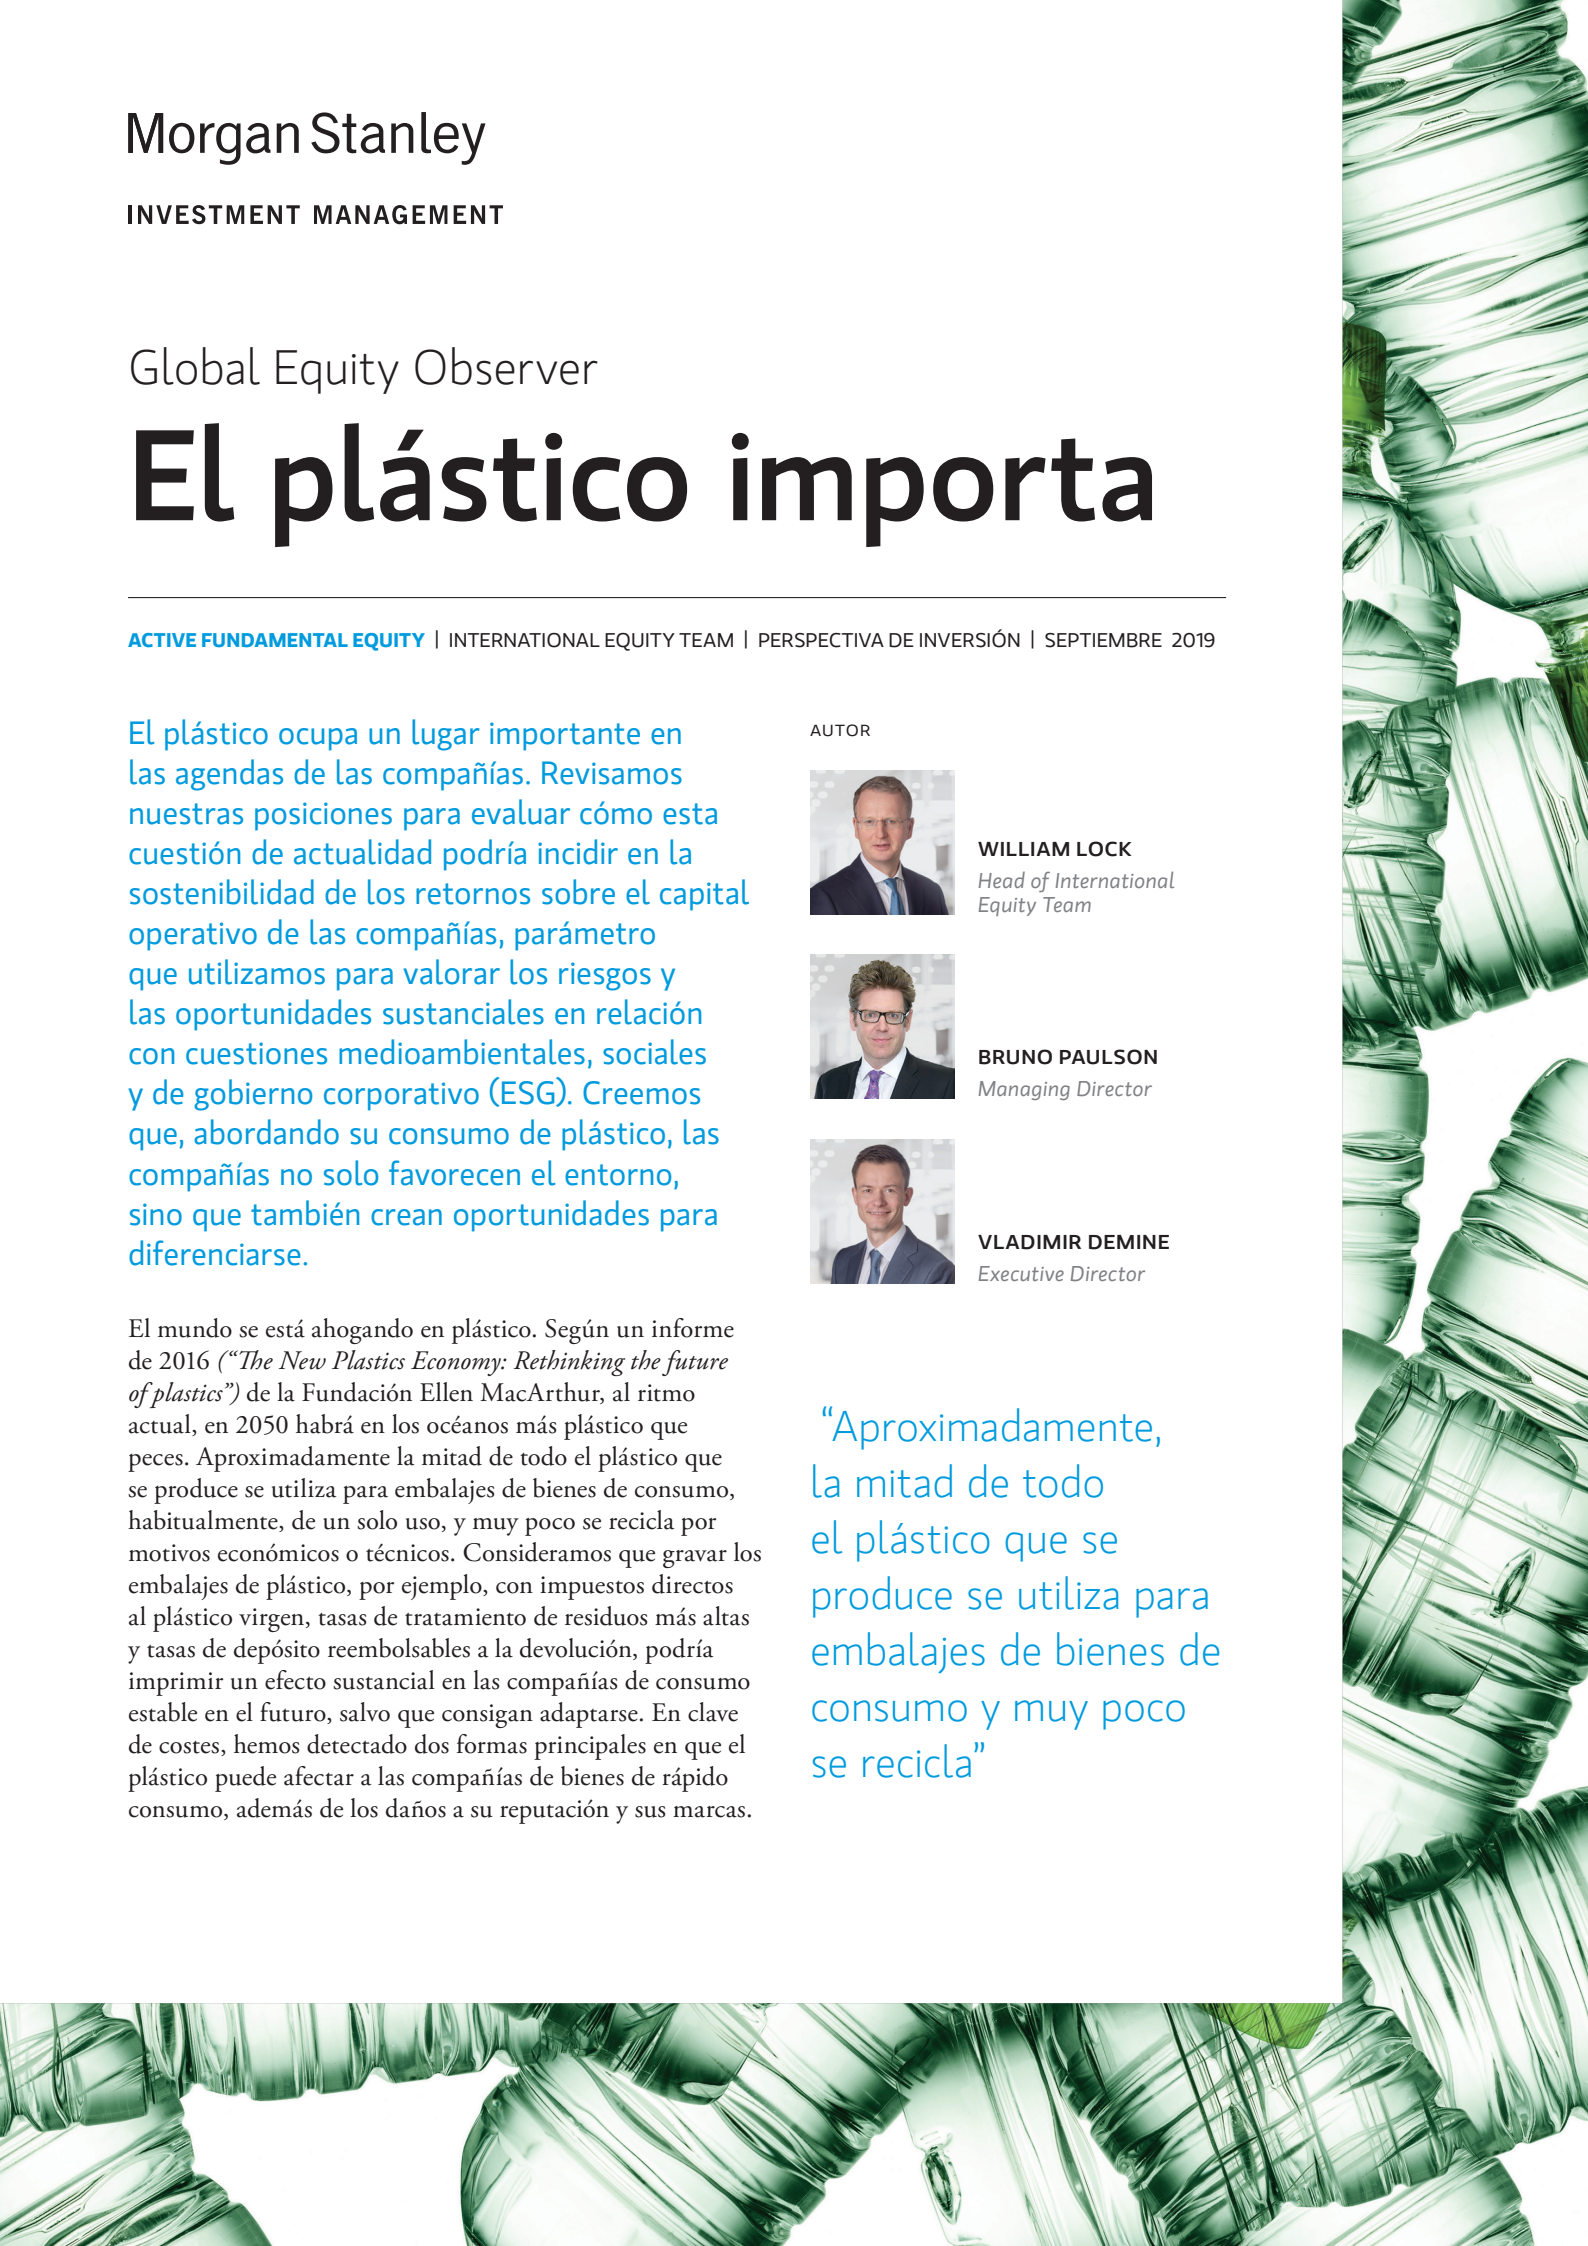 Morgan Stanley
INVESTMENT MANAGEMENT
Global Equity Observer
El plástico importa
ACTIVE FUNDAMENTAL EQUITY | INTERNATIONAL EQUITY TEAM | PERSPECTIVA DE INVERSIÓN | SEPTIEMBRE 2019
El plástico ocupa un lugar importante en
las agendas de las compañías. Revisamos
nuestras posiciones para evaluar cómo esta
cuestión de actualidad podría incidir en la
sostenibilidad de los retornos sobre el capital
operativo de las compañías, parámetro
que utilizamos para valorar los riesgos y
las oportunidades sustanciales en relación
con cuestiones medioambientales, sociales
y de gobierno corporativo (ESG). Creemos
que, abordando su consumo de plástico, las
compañías no solo favorecen el entorno,
sino que también crean oportunidades para
diferenciarse.
El mundo se está ahogando en plástico. Según un informe
de 2016 (“The New Plastics Economy: Rethinking the future
of plastics”) de la Fundación Ellen MacArthur, al ritmo
actual, en 2050 habrá en los océanos más plástico que
peces. Aproximadamente la mitad de todo el plástico que
se produce se utiliza para embalajes de bienes de consumo,
habitualmente, de un solo uso, y muy poco se recicla por
motivos económicos o técnicos. Consideramos que gravar los
embalajes de plástico, por ejemplo, con impuestos directos
al plástico virgen, tasas de tratamiento de residuos más altas
y tasas de depósito reembolsables a la devolución, podría
imprimir un efecto sustancial en las compañías de consumo
estable en el futuro, salvo que consigan adaptarse. En clave
de costes, hemos detectado dos formas principales en que el
plástico puede afectar a las compañías de bienes de rápido
consumo, además de los daños a su reputación y sus marcas.
AUTOR
WILLIAM LOCK
Head of International
Equity Team
BRUNO PAULSON
Managing Director
VLADIMIR DEMINE
Executive Director
“Aproximadamente,
la mitad de todo
el plástico que se
produce se utiliza para
embalajes de bienes de
consumo y muy poco
se recicla”